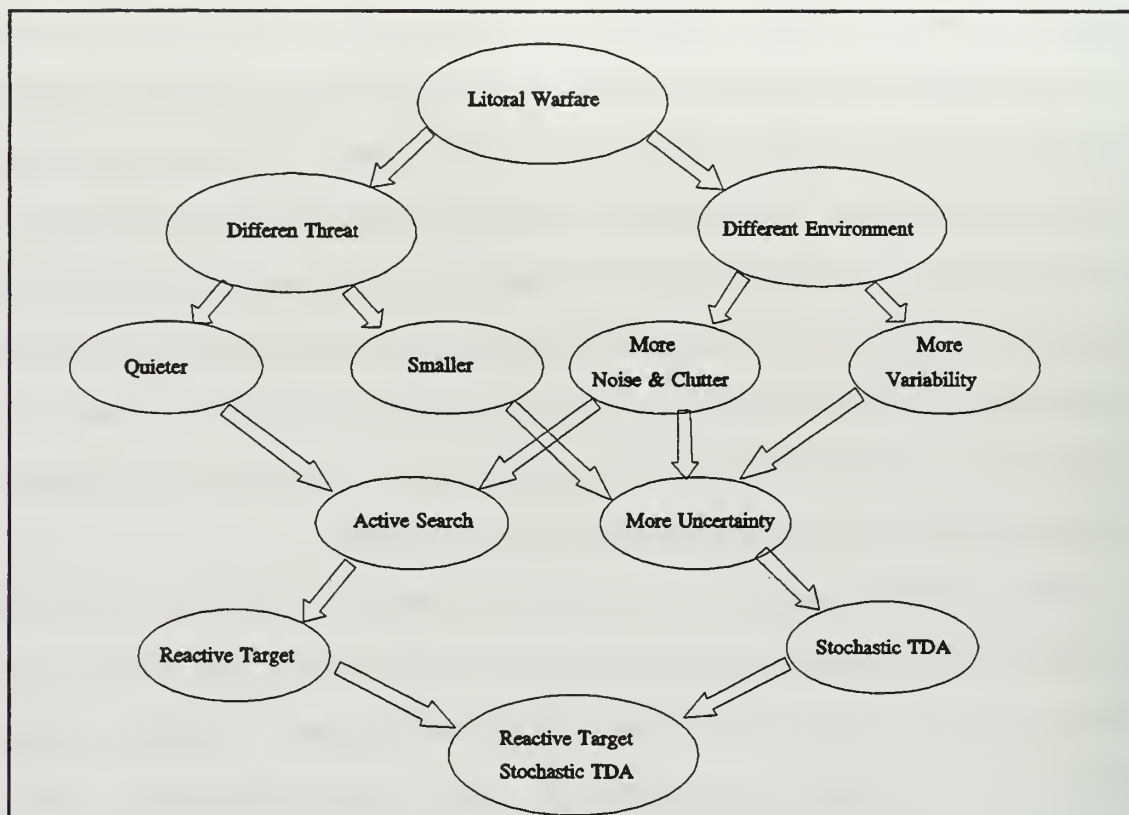 Litoral Warfare
Differen Threat
Different Environment
Quieter
Smaller
More
Noise & Clutter
More
Variability
Active Search
More Uncertainty
Reactive Target
Stochastic TDA
Reactive Target
Stochastic TDA